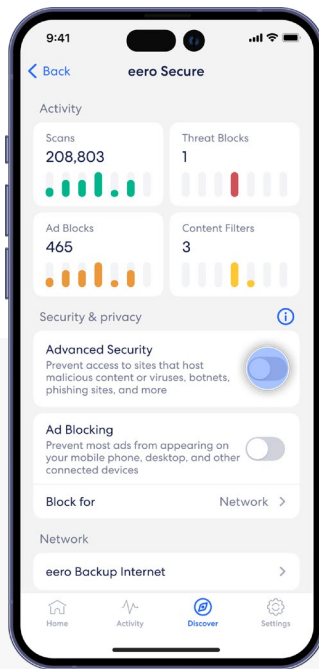 9:41
Back
eero Secure
Activity
Scans
208,803
Threat Blocks
1
Ad Blocks
465
Content Filters
3
Security & privacy
Advanced Security
Prevent access to sites that host
malicious content or viruses, botnets,
phishing sites, and more
Ad Blocking
Prevent most ads from appearing on
your mobile phone, desktop, and other
connected devices
Block for
Network
Network
eero Backup Internet
Home
Activity
Discover
Settings